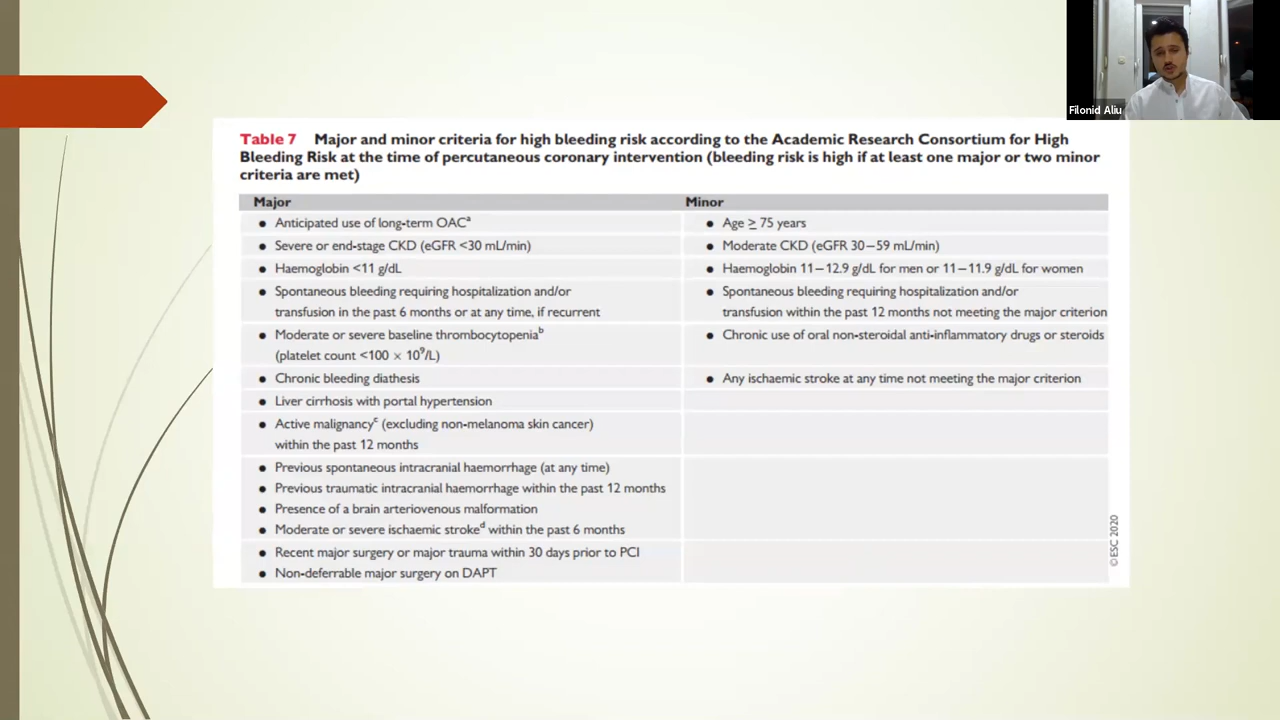 Filonid Aliu
Table 7 Major and minor criteria for high bleeding risk according to the Academic Research Consortium for High
Bleeding Risk at the time of percutaneous coronary intervention (bleeding risk is high if at least one major or two minor
criteria are met)
Major Minor
• Anticipated use of long-term OACᵃ • Age ≥ 75 years
• Severe or end-stage CKD (eGFR <30 mL/min) • Moderate CKD (eGFR 30–59 mL/min)
• Haemoglobin <11 g/dL • Haemoglobin 11–12.9 g/dL for men or 11–11.9 g/dL for women
• Spontaneous bleeding requiring hospitalization and/or • Spontaneous bleeding requiring hospitalization and/or
transfusion in the past 6 months or at any time, if recurrent transfusion within the past 12 months not meeting the major criterion
• Moderate or severe baseline thrombocytopeniaᵇ • Chronic use of oral non-steroidal anti-inflammatory drugs or steroids
(platelet count <100 × 10⁹/L)
• Chronic bleeding diathesis • Any ischaemic stroke at any time not meeting the major criterion
• Liver cirrhosis with portal hypertension
• Active malignancyᶜ (excluding non-melanoma skin cancer)
within the past 12 months
• Previous spontaneous intracranial haemorrhage (at any time)
• Previous traumatic intracranial haemorrhage within the past 12 months
• Presence of a brain arteriovenous malformation
• Moderate or severe ischaemic strokeᵈ within the past 6 months
• Recent major surgery or major trauma within 30 days prior to PCI
• Non-deferrable major surgery on DAPT
©ESC 2020